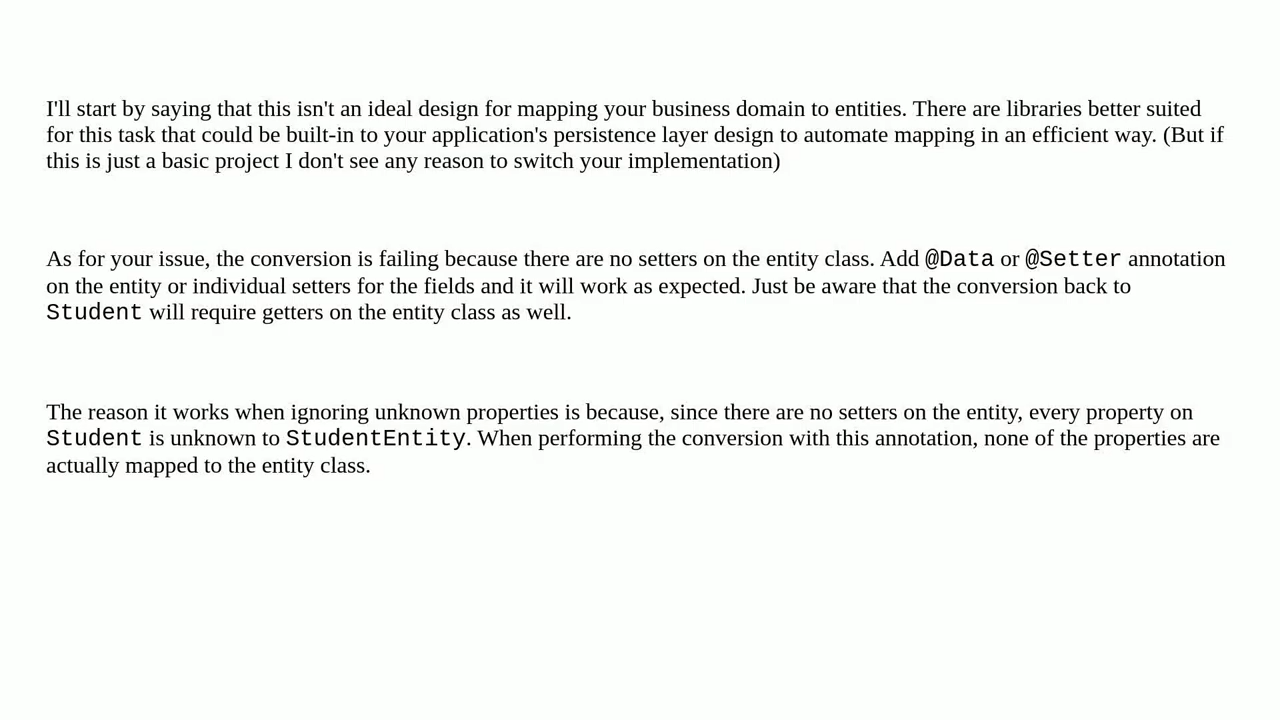 I'll start by saying that this isn't an ideal design for mapping your business domain to entities. There are libraries better suited
for this task that could be built-in to your application's persistence layer design to automate mapping in an efficient way. (But if
this is just a basic project I don't see any reason to switch your implementation)
As for your issue, the conversion is failing because there are no setters on the entity class. Add @Data or @Setter annotation
on the entity or individual setters for the fields and it will work as expected. Just be aware that the conversion back to
Student will require getters on the entity class as well.
The reason it works when ignoring unknown properties is because, since there are no setters on the entity, every property on
Student is unknown to StudentEntity. When performing the conversion with this annotation, none of the properties are
actually mapped to the entity class.